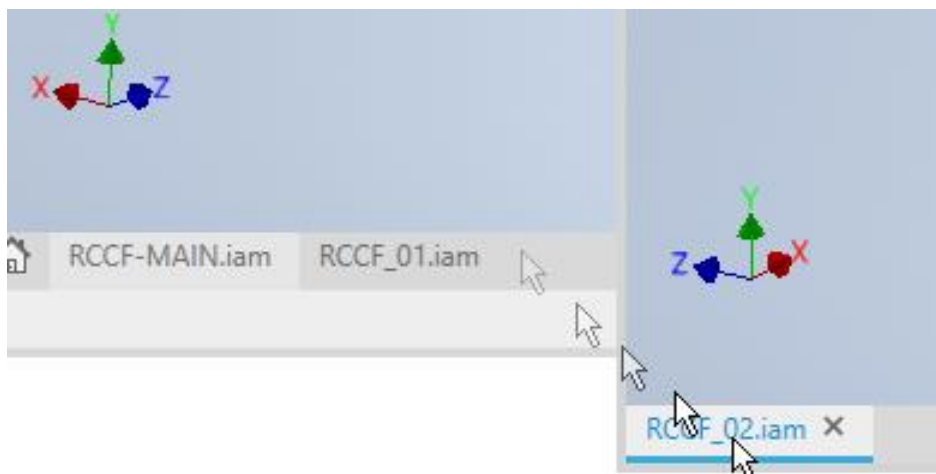 Y
X Z
RCCF-MAIN.iam RCCF_01.iam
Y
Z X
RCCF_02.iam